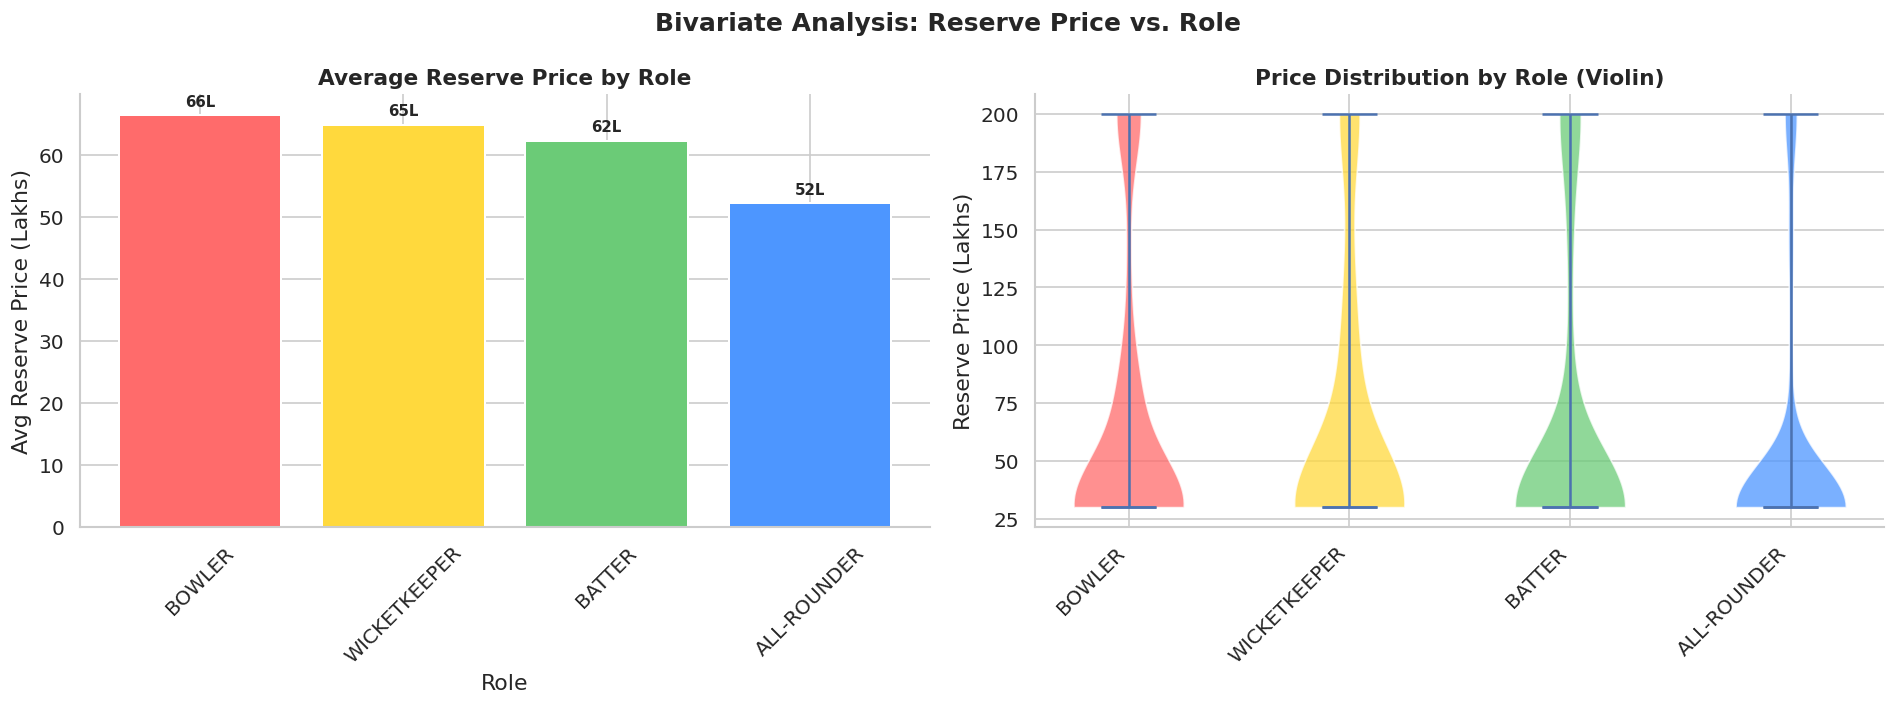 Bivariate Analysis: Reserve Price vs. Role
Average Reserve Price by Role
Avg Reserve Price (Lakhs)
60
50
40
30
20
10
0
66L
65L
62L
52L
BOWLER
WICKETKEEPER
BATTER
ALL-ROUNDER
Role
Price Distribution by Role (Violin)
Reserve Price (Lakhs)
200
175
150
125
100
75
50
25
BOWLER
WICKETKEEPER
BATTER
ALL-ROUNDER